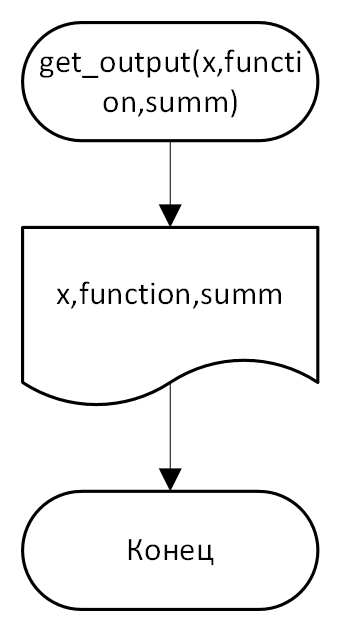 get_output(x,functi
on,summ)
x,function,summ
Конец